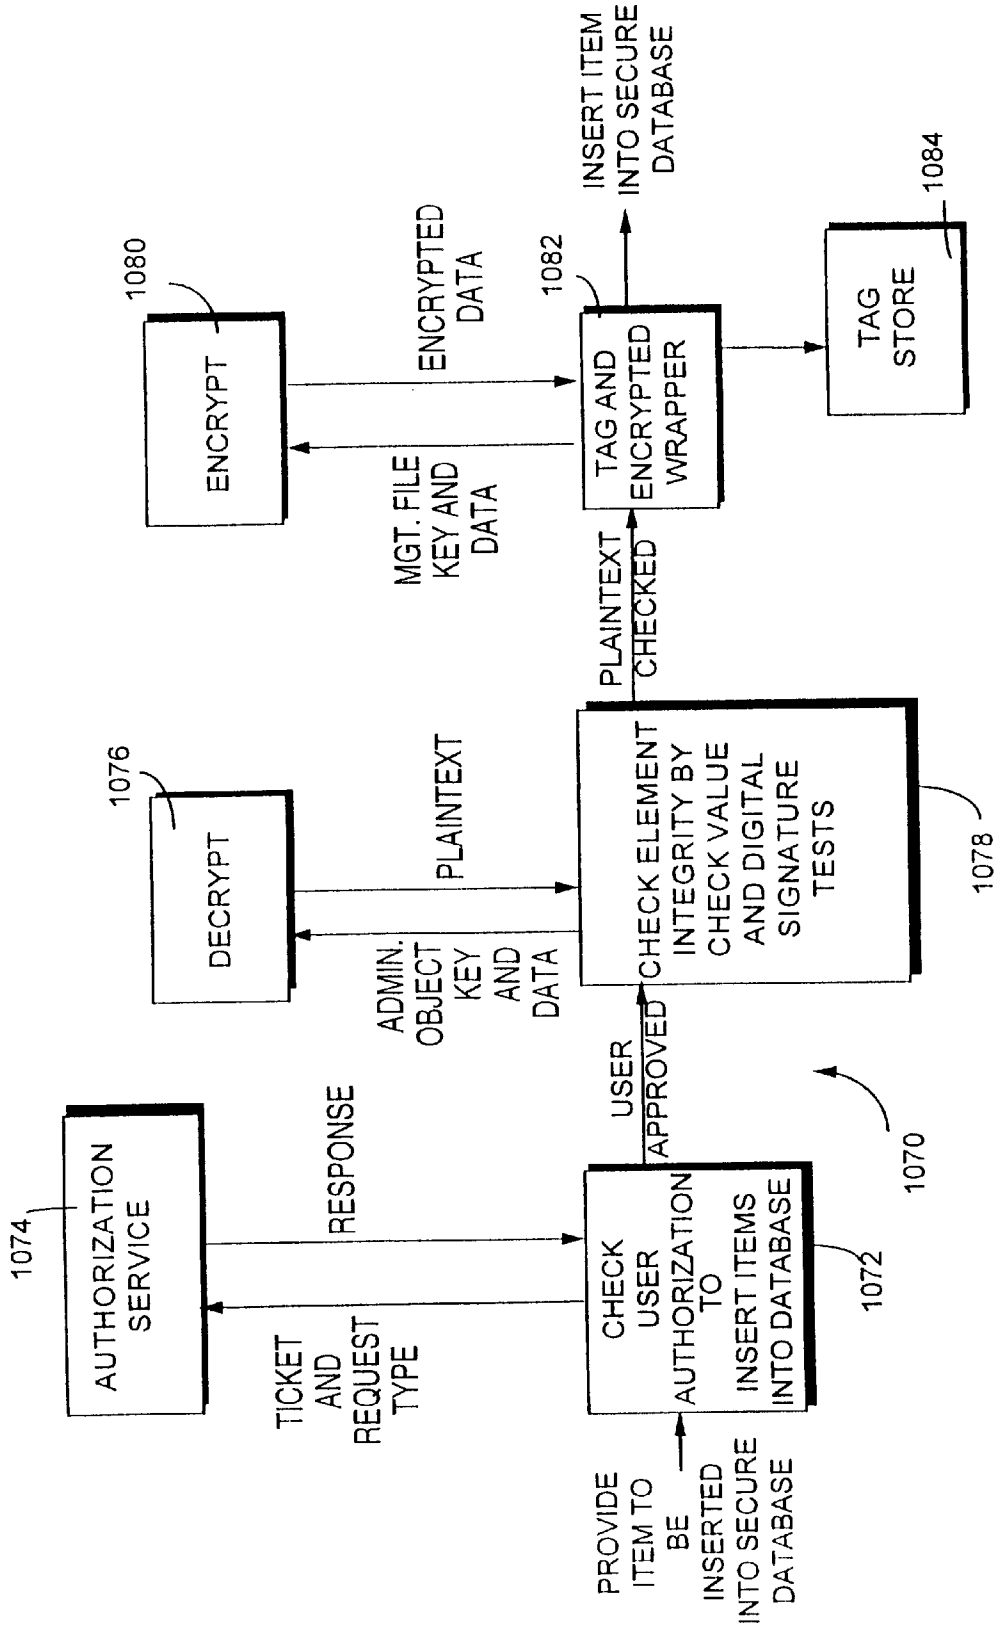 1074
AUTHORIZATION
SERVICE
TICKET
AND
REQUEST
TYPE
RESPONSE
PROVIDE
ITEM TO
BE
INSERTED
INTO SECURE
DATABASE
CHECK
USER
AUTHORIZATION
TO
INSERT ITEMS
INTO DATABASE
1072
USER
APPROVED
1070
1076
DECRYPT
ADMIN.
OBJECT
KEY
AND
DATA
PLAINTEXT
CHECK ELEMENT
INTEGRITY BY
CHECK VALUE
AND DIGITAL
SIGNATURE
TESTS
1078
PLAINTEXT
CHECKED
1080
ENCRYPT
MGT. FILE
KEY AND
DATA
ENCRYPTED
DATA
1082
TAG AND
ENCRYPTED
WRAPPER
INSERT ITEM
INTO SECURE
DATABASE
TAG
STORE
1084